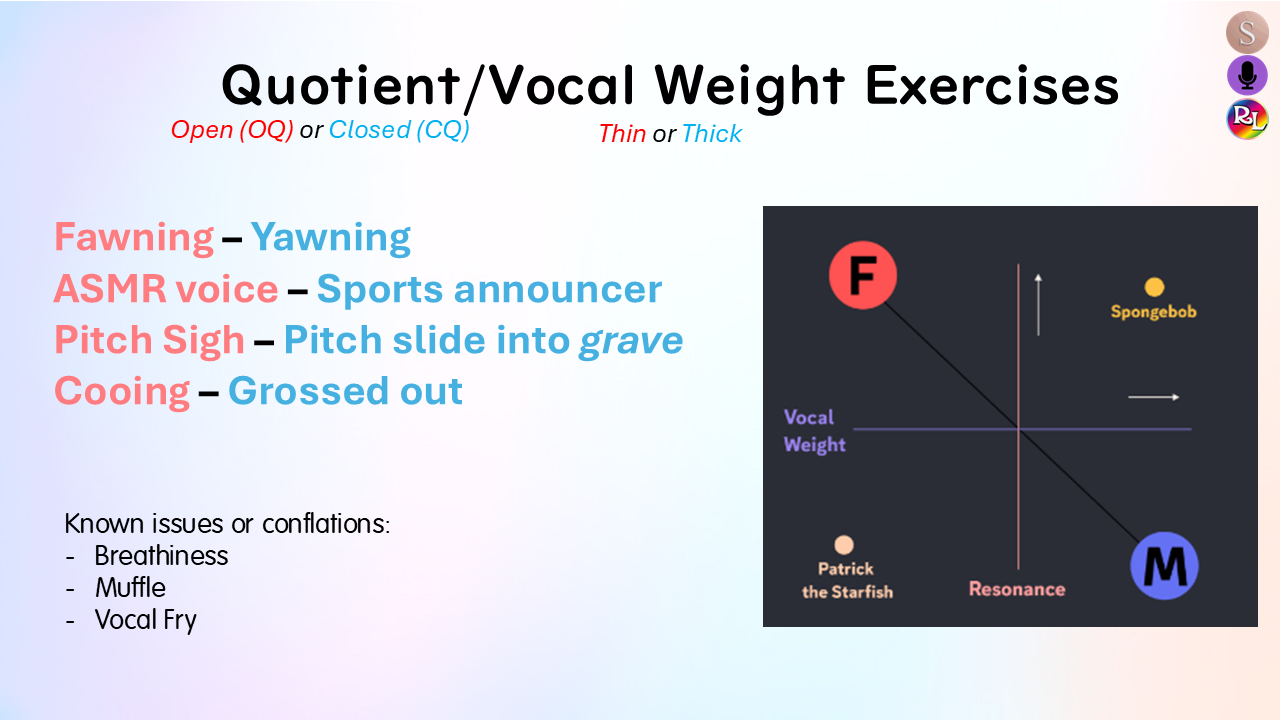 S
Quotient/Vocal Weight Exercises
RL
Open (OQ) or Closed (CQ)
Thin or Thick
Fawning – Yawning
ASMR voice – Sports announcer
Pitch Sigh – Pitch slide into grave
Cooing – Grossed out
Known issues or conflations:
- Breathiness
- Muffle
- Vocal Fry
F
Spongebob
Vocal
Weight
Patrick
the Starfish
Resonance
M